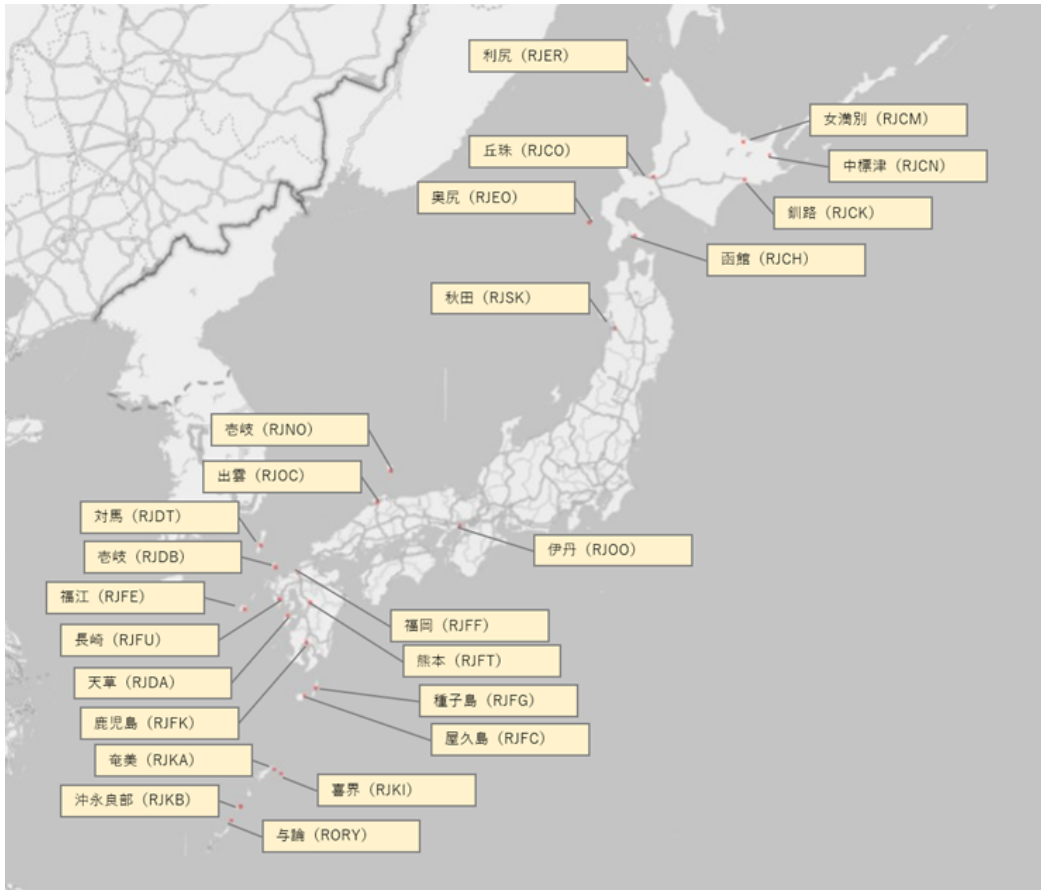 利尻（RJER）
女満別（RJCM）
丘珠（RJCO）
中標津（RJCN）
奥尻（RJEO）
釧路（RJCK）
函館（RJCH）
秋田（RJSK）
壱岐（RJNO）
出雲（RJOC）
対馬（RJDT）
伊丹（RJOO）
壱岐（RJDB）
福江（RJFE）
福岡（RJFF）
長崎（RJFU）
熊本（RJFT）
天草（RJDA）
種子島（RJFG）
鹿児島（RJFK）
屋久島（RJFC）
奄美（RJKA）
喜界（RJKI）
沖永良部（RJKB）
与論（RORY）